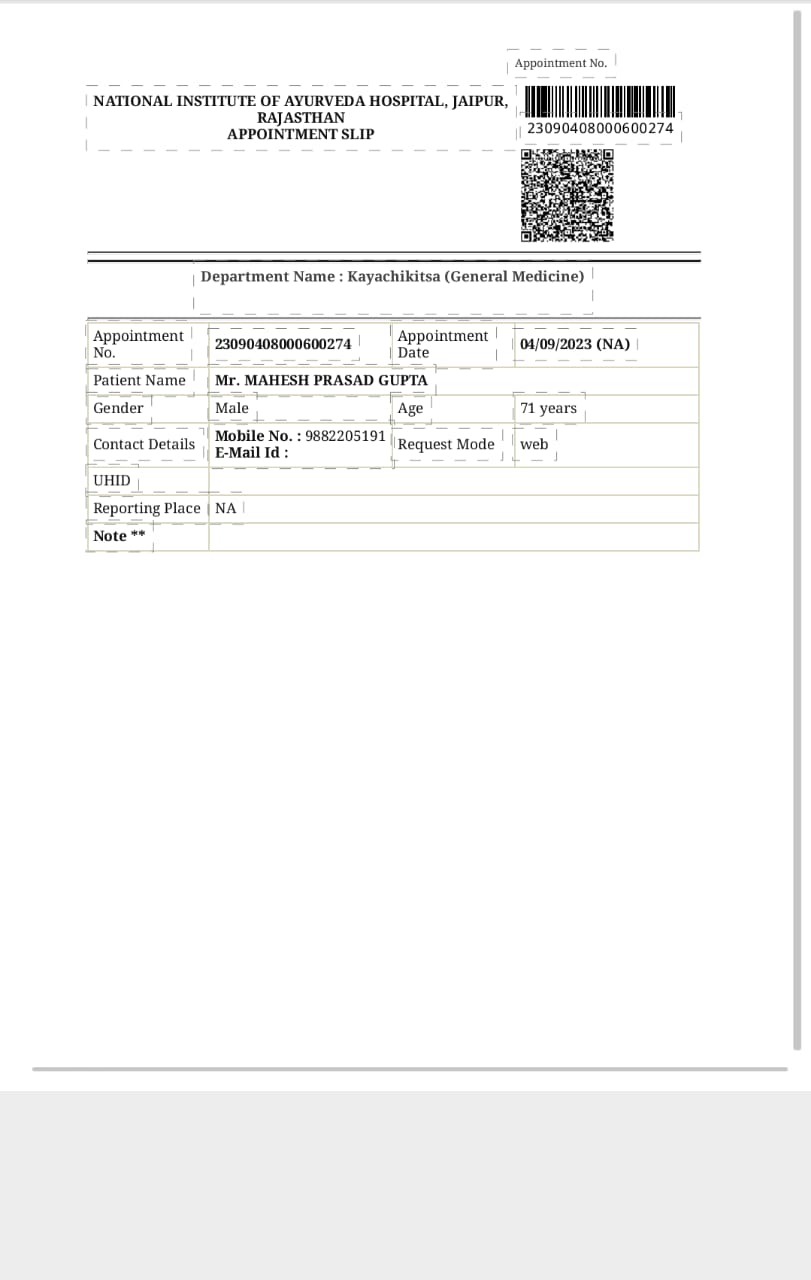 Appointment No.
NATIONAL INSTITUTE OF AYURVEDA HOSPITAL, JAIPUR,
RAJASTHAN
APPOINTMENT SLIP
23090408000600274
Department Name : Kayachikitsa (General Medicine)
Appointment No. 23090408000600274 Appointment Date 04/09/2023 (NA)
Patient Name Mr. MAHESH PRASAD GUPTA
Gender Male Age 71 years
Contact Details Mobile No. : 9882205191 E-Mail Id : Request Mode web
UHID
Reporting Place NA
Note **